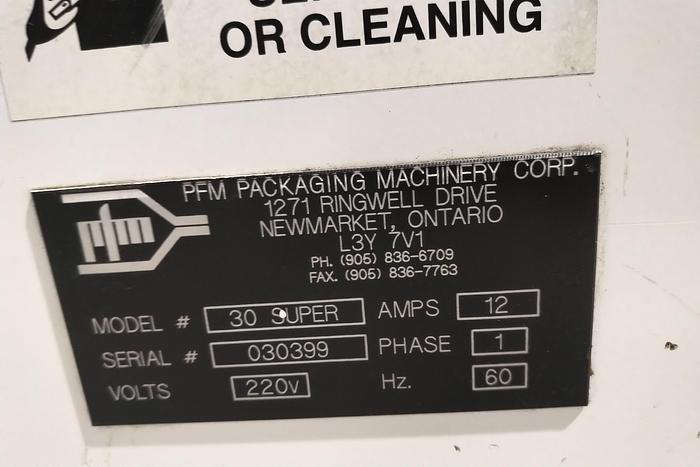 OR CLEANING
PFM PACKAGING MACHINERY CORP.
1271 RINGWELL DRIVE
NEWMARKET, ONTARIO
L3Y 7V1
PH. (905) 836-6709
FAX. (905) 836-7763
pfm
MODEL # 30 SUPER AMPS 12
SERIAL # 030399 PHASE 1
VOLTS 220v Hz. 60